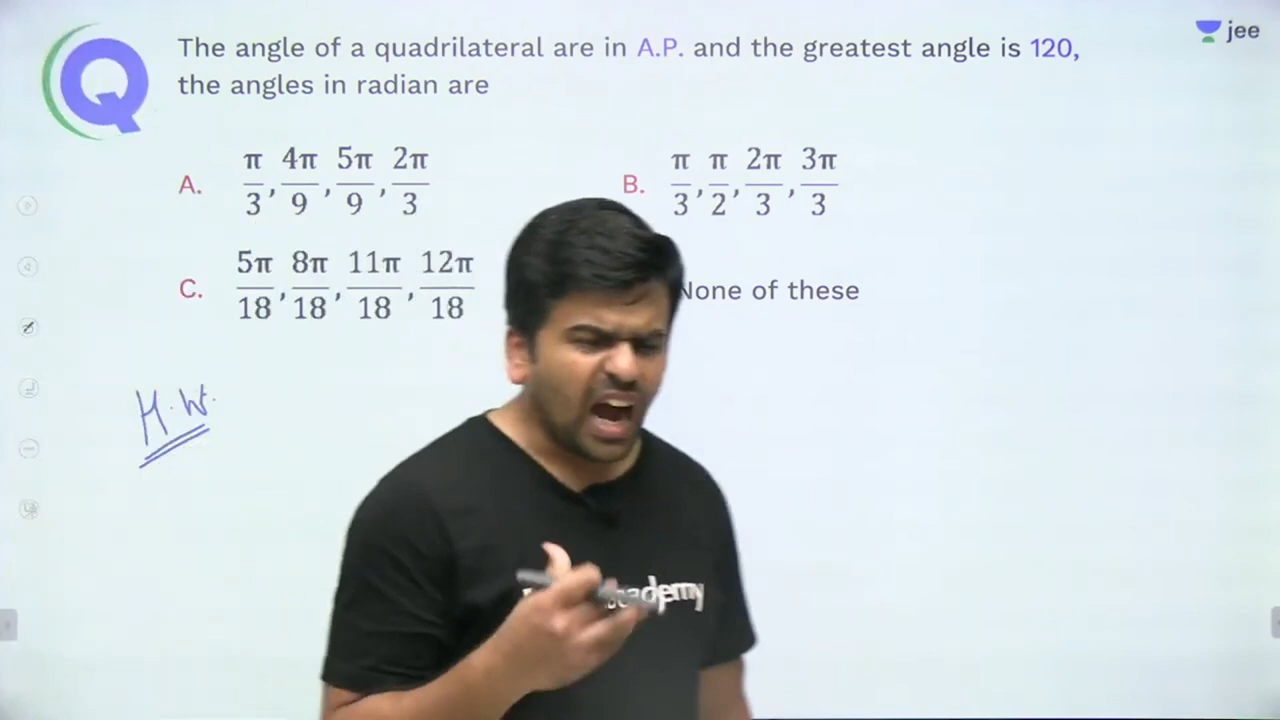 jee
The angle of a quadrilateral are in A.P. and the greatest angle is 120,
the angles in radian are
A. π/3, 4π/9, 5π/9, 2π/3
B. π/3, π/2, 2π/3, 3π/3
C. 5π/18, 8π/18, 11π/18, 12π/18
None of these
H.W.